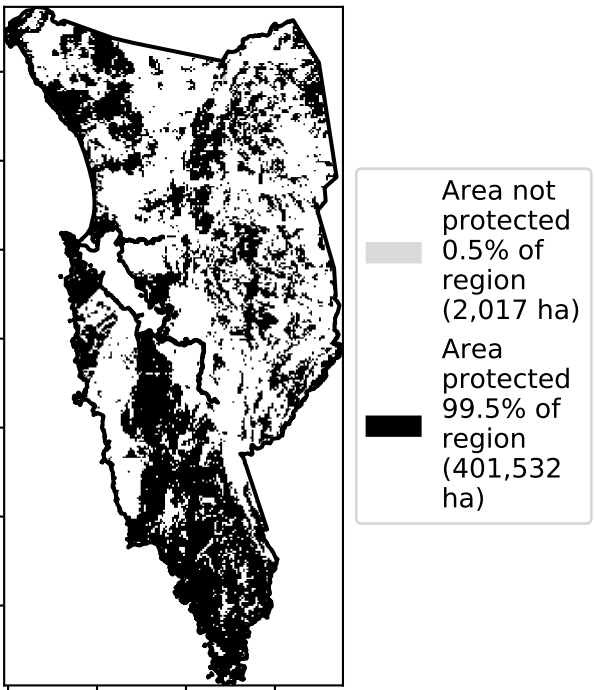 Area not
protected
0.5% of
region
(2,017 ha)
Area
protected
99.5% of
region
(401,532
ha)